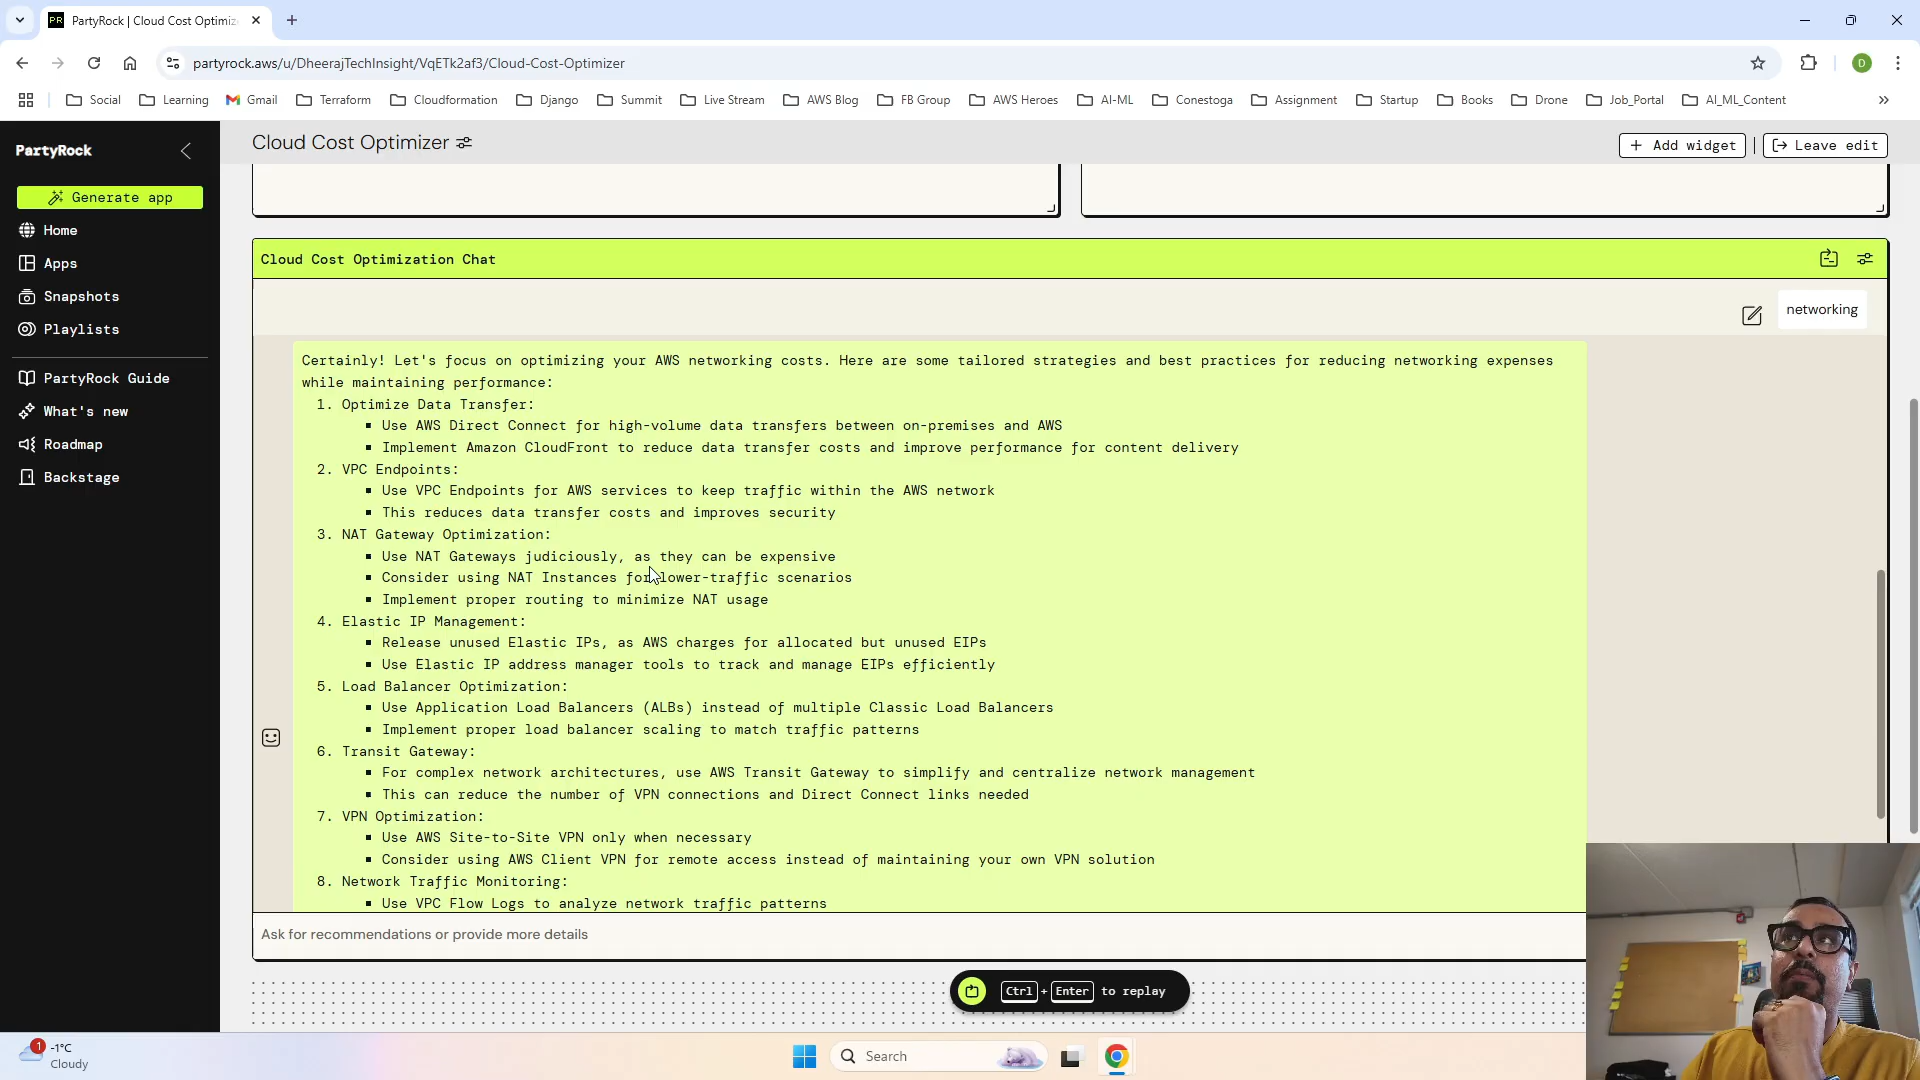 PR PartyRock | Cloud Cost Optimiz
partyrock.aws/u/DheerajTechInsight/VqETk2af3/Cloud-Cost-Optimizer
D
Social Learning Gmail Terraform Cloudformation Django Summit Live Stream AWS Blog FB Group AWS Heroes AI-ML Conestoga Assignment Startup Books Drone Job_Portal AI_ML_Content
PartyRock
Generate app
Home
Apps
Snapshots
Playlists
PartyRock Guide
What's new
Roadmap
Backstage
Cloud Cost Optimizer
+ Add widget
Leave edit
Cloud Cost Optimization Chat
networking
Certainly! Let's focus on optimizing your AWS networking costs. Here are some tailored strategies and best practices for reducing networking expenses
while maintaining performance:
1. Optimize Data Transfer:
▪ Use AWS Direct Connect for high-volume data transfers between on-premises and AWS
▪ Implement Amazon CloudFront to reduce data transfer costs and improve performance for content delivery
2. VPC Endpoints:
▪ Use VPC Endpoints for AWS services to keep traffic within the AWS network
▪ This reduces data transfer costs and improves security
3. NAT Gateway Optimization:
▪ Use NAT Gateways judiciously, as they can be expensive
▪ Consider using NAT Instances for lower-traffic scenarios
▪ Implement proper routing to minimize NAT usage
4. Elastic IP Management:
▪ Release unused Elastic IPs, as AWS charges for allocated but unused EIPs
▪ Use Elastic IP address manager tools to track and manage EIPs efficiently
5. Load Balancer Optimization:
▪ Use Application Load Balancers (ALBs) instead of multiple Classic Load Balancers
▪ Implement proper load balancer scaling to match traffic patterns
6. Transit Gateway:
▪ For complex network architectures, use AWS Transit Gateway to simplify and centralize network management
▪ This can reduce the number of VPN connections and Direct Connect links needed
7. VPN Optimization:
▪ Use AWS Site-to-Site VPN only when necessary
▪ Consider using AWS Client VPN for remote access instead of maintaining your own VPN solution
8. Network Traffic Monitoring:
▪ Use VPC Flow Logs to analyze network traffic patterns
Ask for recommendations or provide more details
Ctrl + Enter to replay
1
-1°C
Cloudy
Search